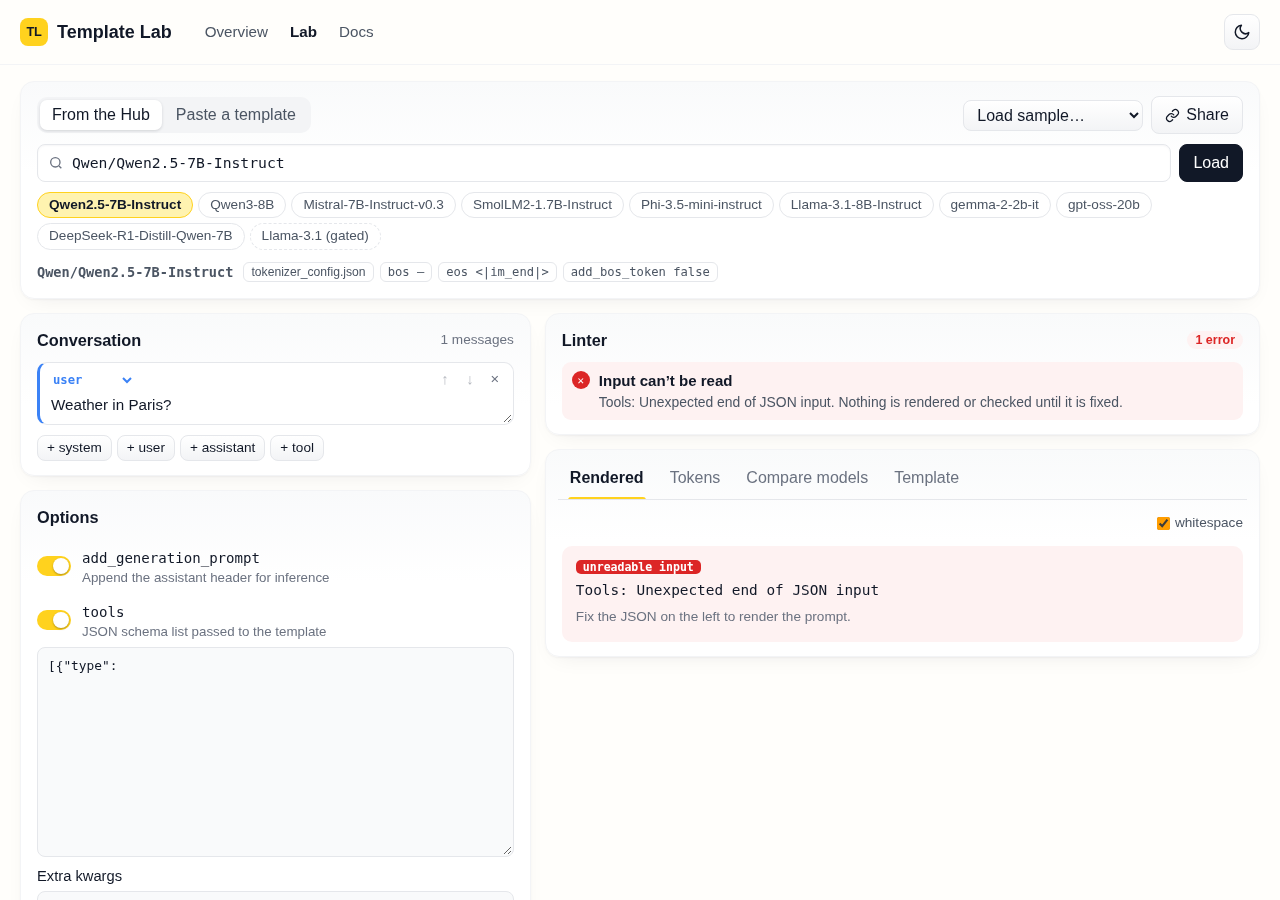 TL Template Lab Overview Lab Docs
From the Hub Paste a template Load sample… Share
Qwen/Qwen2.5-7B-Instruct Load
Qwen2.5-7B-Instruct Qwen3-8B Mistral-7B-Instruct-v0.3 SmolLM2-1.7B-Instruct Phi-3.5-mini-instruct Llama-3.1-8B-Instruct gemma-2-2b-it gpt-oss-20b
DeepSeek-R1-Distill-Qwen-7B Llama-3.1 (gated)
Qwen/Qwen2.5-7B-Instruct tokenizer_config.json bos — eos <|im_end|> add_bos_token false
Conversation 1 messages
user ↑ ↓ ×
Weather in Paris?
+ system + user + assistant + tool
Options
add_generation_prompt
Append the assistant header for inference
tools
JSON schema list passed to the template
[{"type":
Extra kwargs
Linter 1 error
× Input can’t be read
Tools: Unexpected end of JSON input. Nothing is rendered or checked until it is fixed.
Rendered Tokens Compare models Template
whitespace
unreadable input
Tools: Unexpected end of JSON input
Fix the JSON on the left to render the prompt.